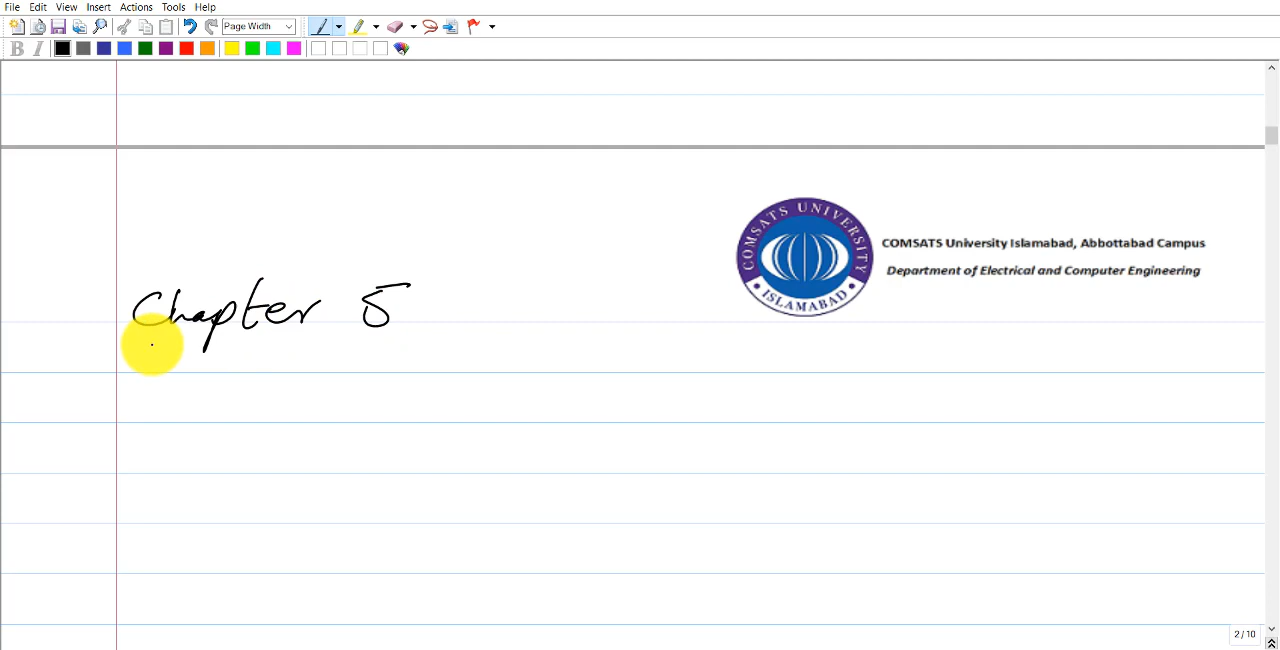 File Edit View Insert Actions Tools Help
Page Width
B I
COMSATS UNIVERSITY
ISLAMABAD
COMSATS University Islamabad, Abbottabad Campus
Department of Electrical and Computer Engineering
Chapter 5
2 / 10